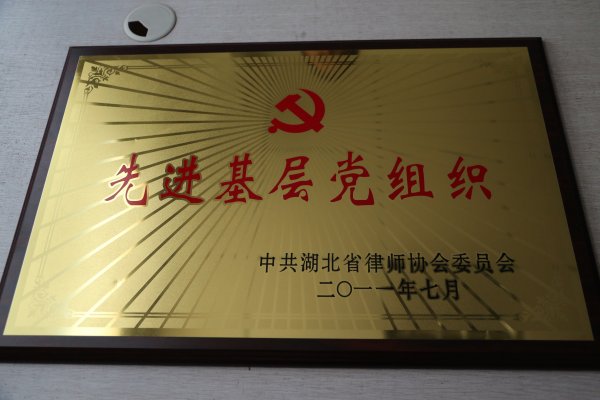 先进基层党组织
中共湖北省律师协会委员会
二〇一一年七月